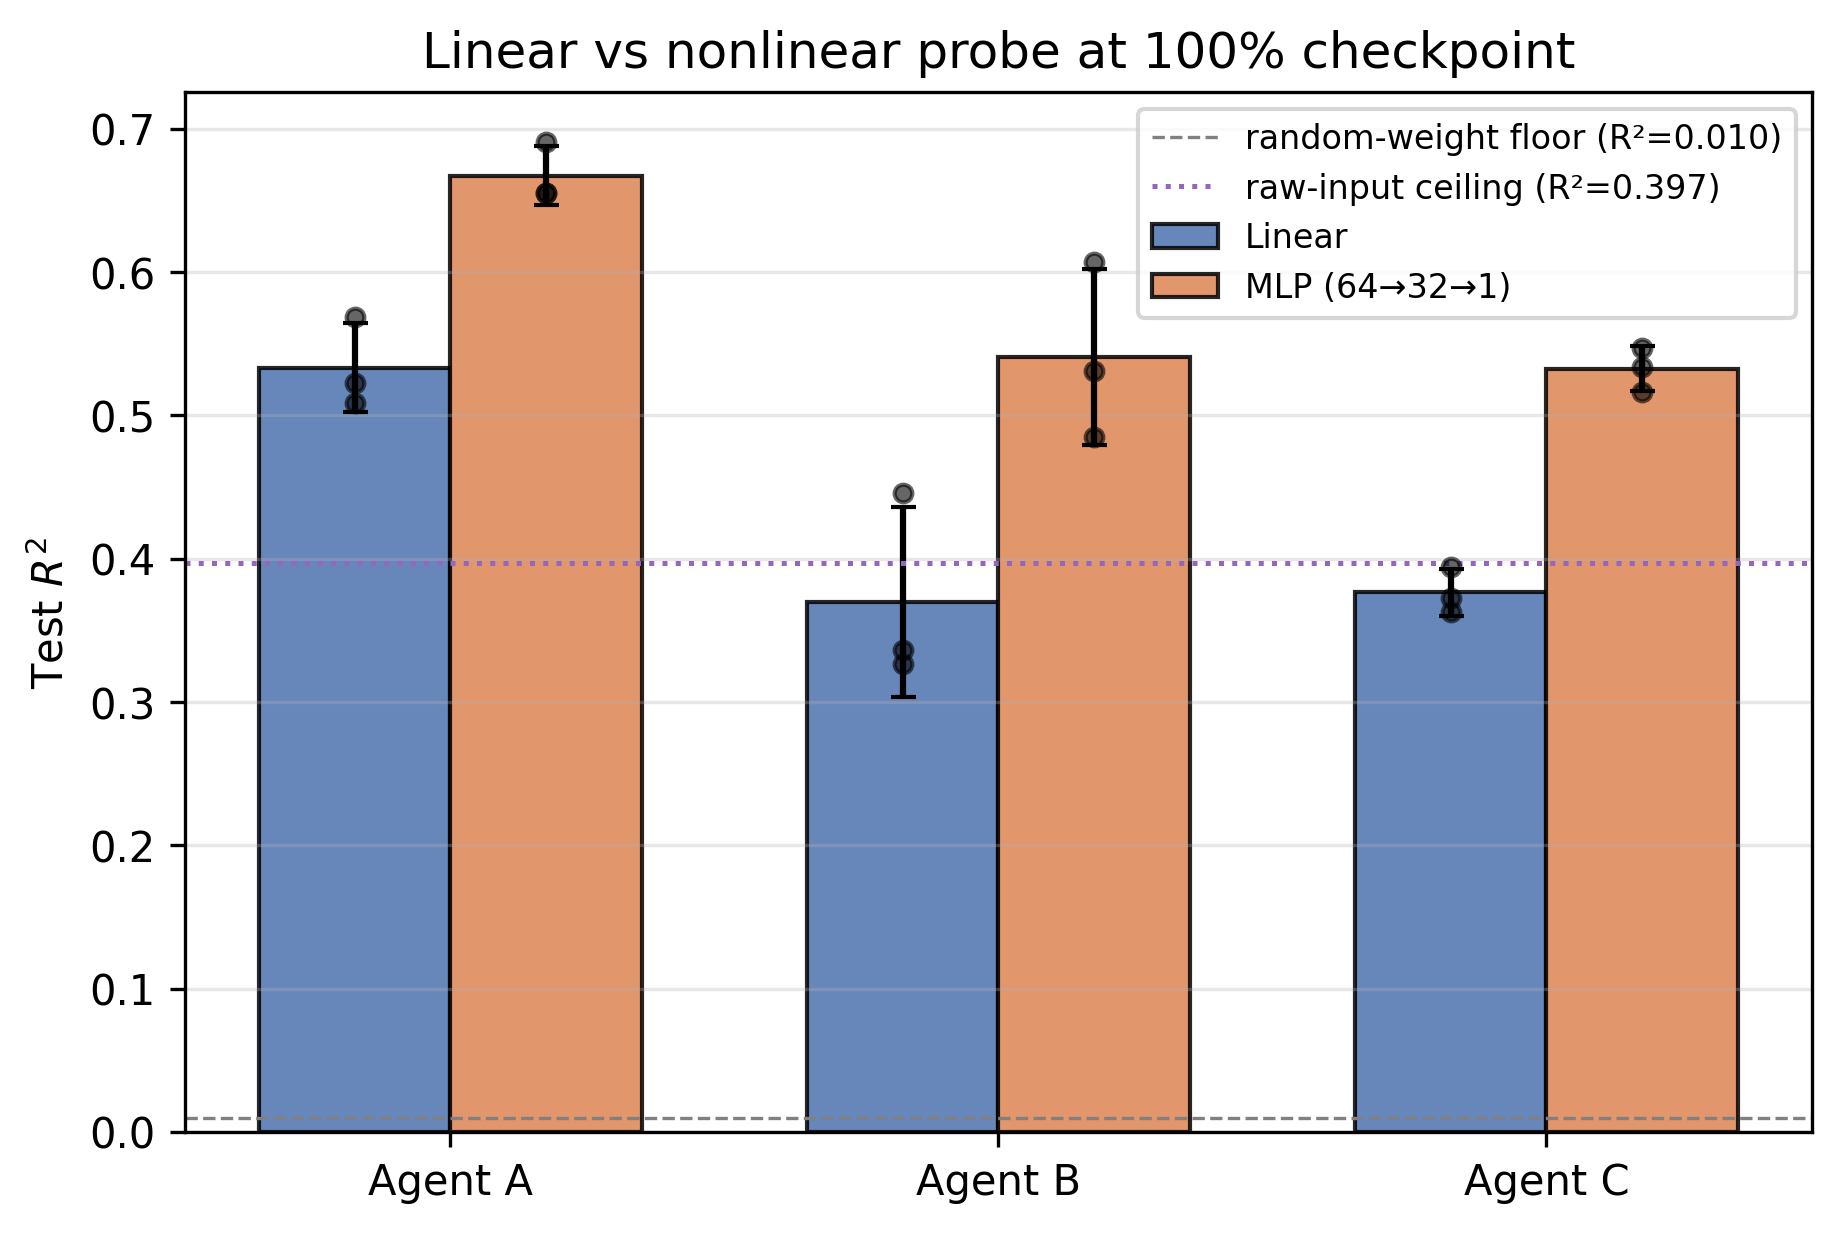 Linear vs nonlinear probe at 100% checkpoint
0.7
0.6
0.5
0.4
0.3
0.2
0.1
0.0
Test R²
random-weight floor (R²=0.010)
raw-input ceiling (R²=0.397)
Linear
MLP (64→32→1)
Agent A
Agent B
Agent C